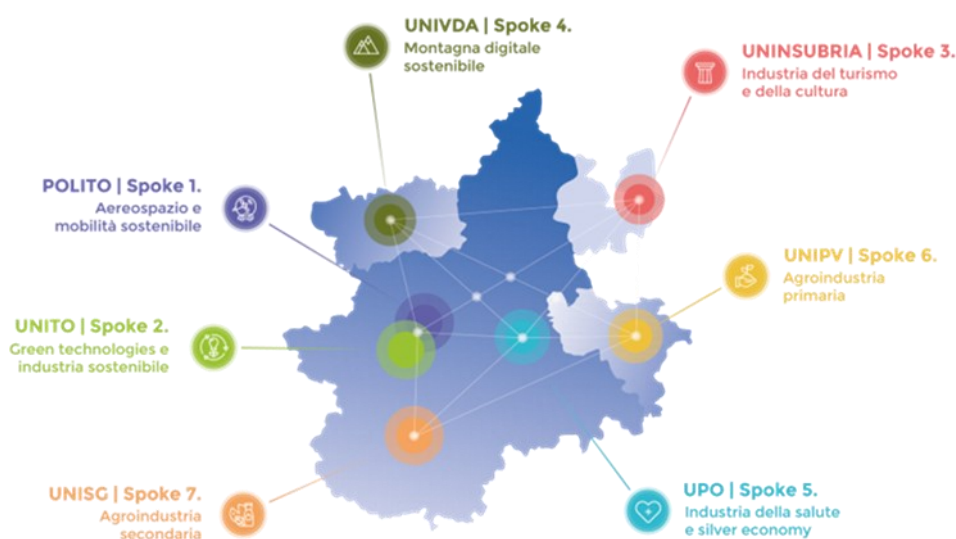 UNIVDA | Spoke 4.
Montagna digitale
sostenibile
UNINSUBRIA | Spoke 3.
Industria del turismo
e della cultura
POLITO | Spoke 1.
Aereospazio e
mobilità sostenibile
UNIPV | Spoke 6.
Agroindustria
primaria
UNITO | Spoke 2.
Green technologies e
industria sostenibile
UNISG | Spoke 7.
Agroindustria
secondaria
UPO | Spoke 5.
Industria della salute
e silver economy